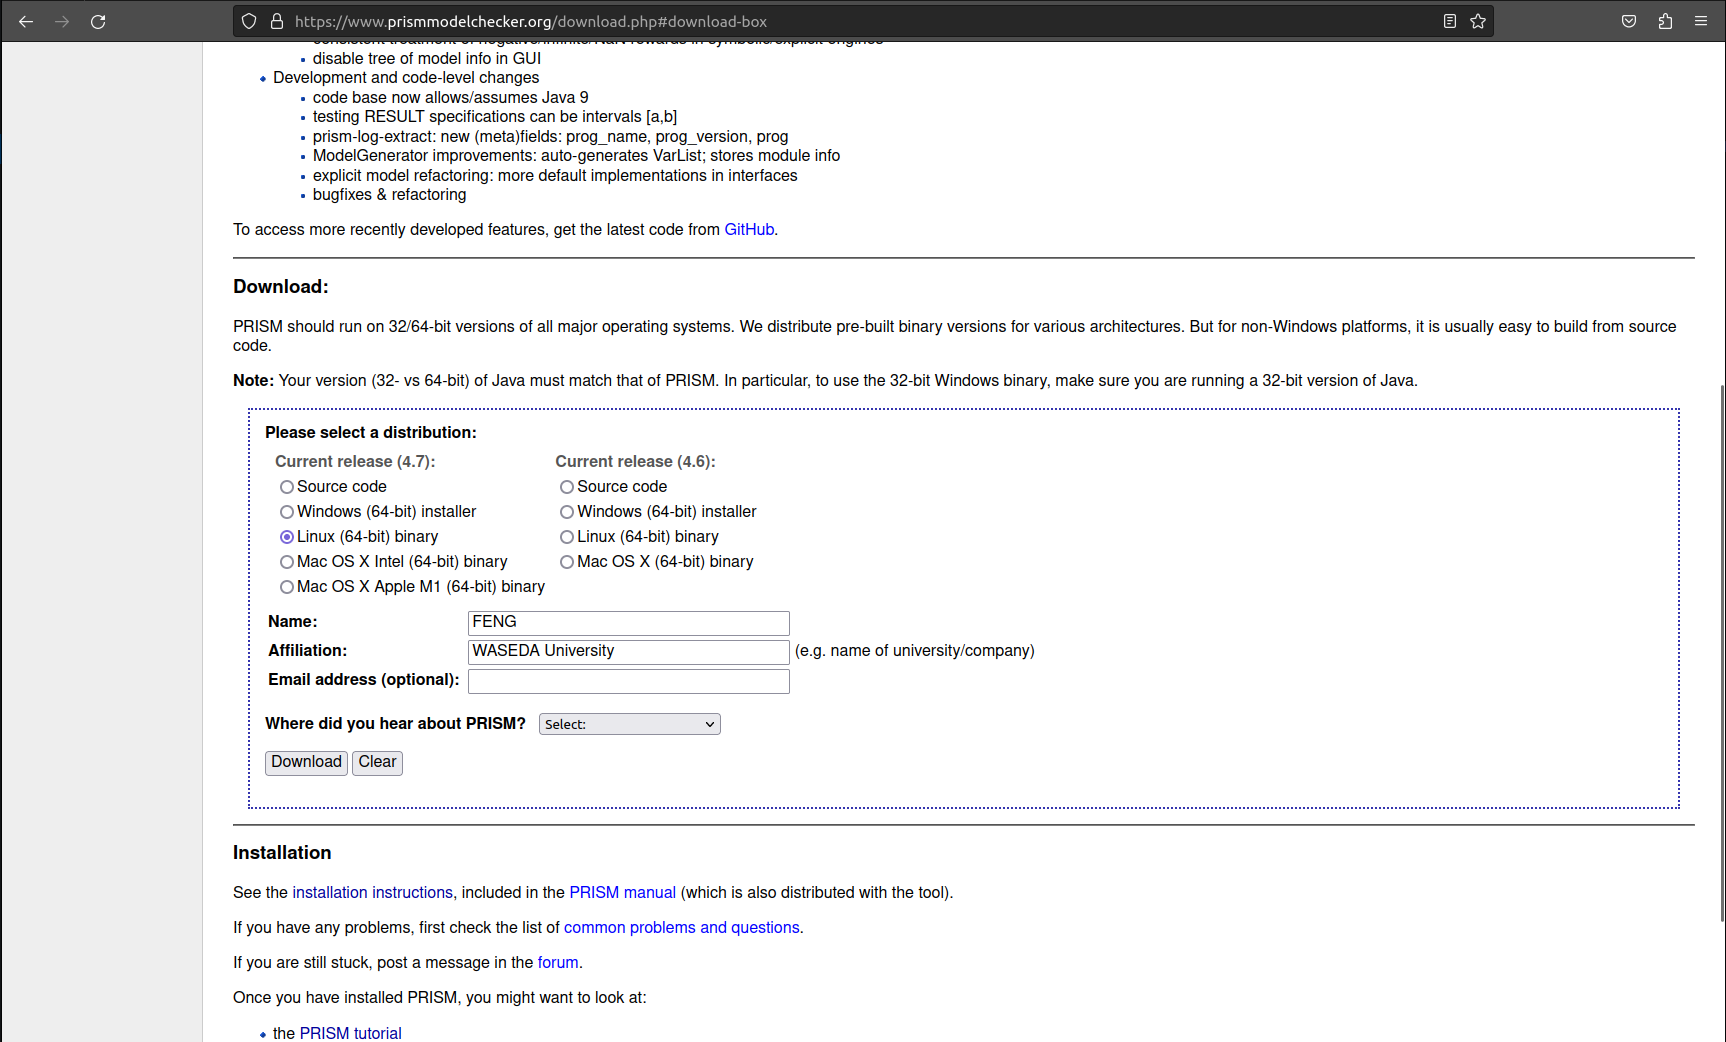 https://www.prismmodelchecker.org/download.php#download-box
consistent treatment of negative/infinite/NaN rewards in symbolic/explicit engines
disable tree of model info in GUI
Development and code-level changes
code base now allows/assumes Java 9
testing RESULT specifications can be intervals [a,b]
prism-log-extract: new (meta)fields: prog_name, prog_version, prog
ModelGenerator improvements: auto-generates VarList; stores module info
explicit model refactoring: more default implementations in interfaces
bugfixes & refactoring
To access more recently developed features, get the latest code from GitHub.
Download:
PRISM should run on 32/64-bit versions of all major operating systems. We distribute pre-built binary versions for various architectures. But for non-Windows platforms, it is usually easy to build from source
code.
Note: Your version (32- vs 64-bit) of Java must match that of PRISM. In particular, to use the 32-bit Windows binary, make sure you are running a 32-bit version of Java.
Please select a distribution:
Current release (4.7): Current release (4.6):
Source code Source code
Windows (64-bit) installer Windows (64-bit) installer
Linux (64-bit) binary Linux (64-bit) binary
Mac OS X Intel (64-bit) binary Mac OS X (64-bit) binary
Mac OS X Apple M1 (64-bit) binary
Name: FENG
Affiliation: WASEDA University (e.g. name of university/company)
Email address (optional):
Where did you hear about PRISM? Select:
Download Clear
Installation
See the installation instructions, included in the PRISM manual (which is also distributed with the tool).
If you have any problems, first check the list of common problems and questions.
If you are still stuck, post a message in the forum.
Once you have installed PRISM, you might want to look at:
the PRISM tutorial